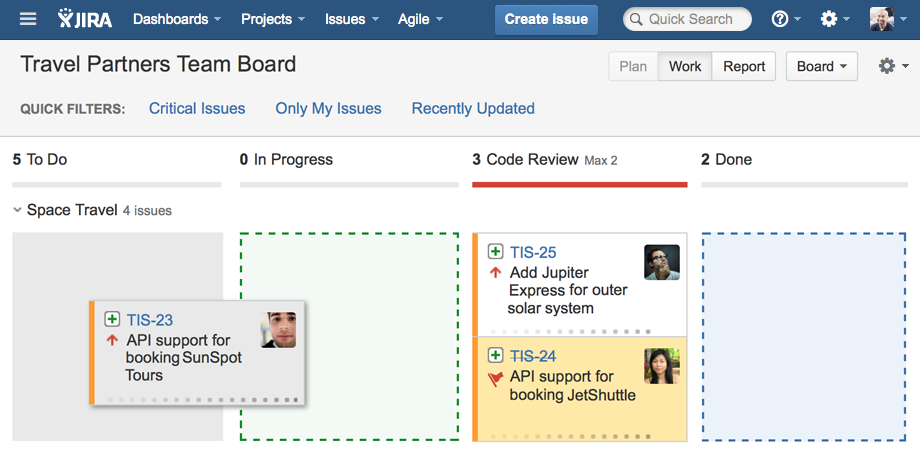 JIRA Dashboards Projects Issues Agile Create issue Quick Search
Travel Partners Team Board Plan Work Report Board
QUICK FILTERS: Critical Issues Only My Issues Recently Updated
5 To Do 0 In Progress 3 Code Review Max 2 2 Done
Space Travel 4 issues
TIS-25
Add Jupiter
Express for outer
solar system
TIS-23
API support for
booking SunSpot
Tours
TIS-24
API support for
booking JetShuttle